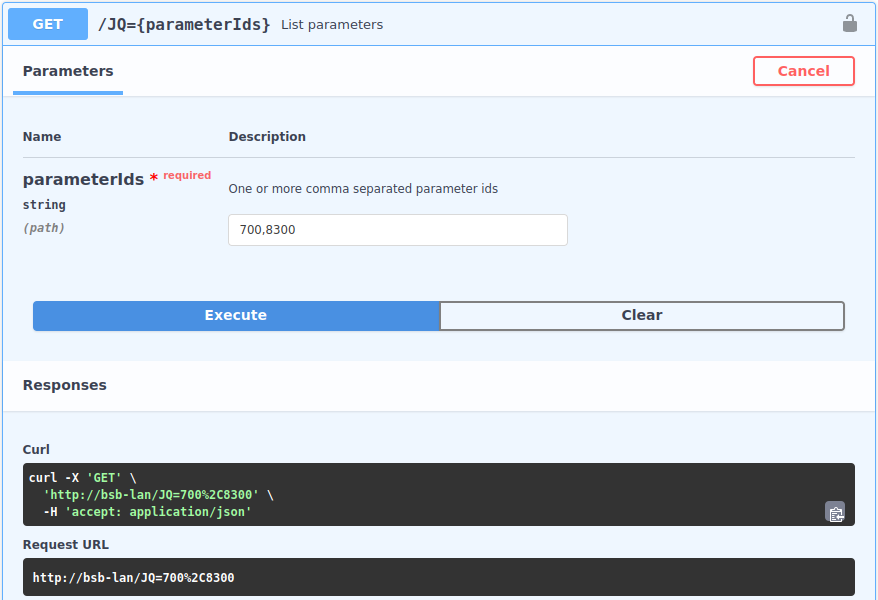 GET /JQ={parameterIds} List parameters
Parameters Cancel
Name Description
parameterIds * required
One or more comma separated parameter ids
string
(path)
700,8300
Execute Clear
Responses
Curl
curl -X 'GET' \
'http://bsb-lan/JQ=700%2C8300' \
-H 'accept: application/json'
Request URL
http://bsb-lan/JQ=700%2C8300